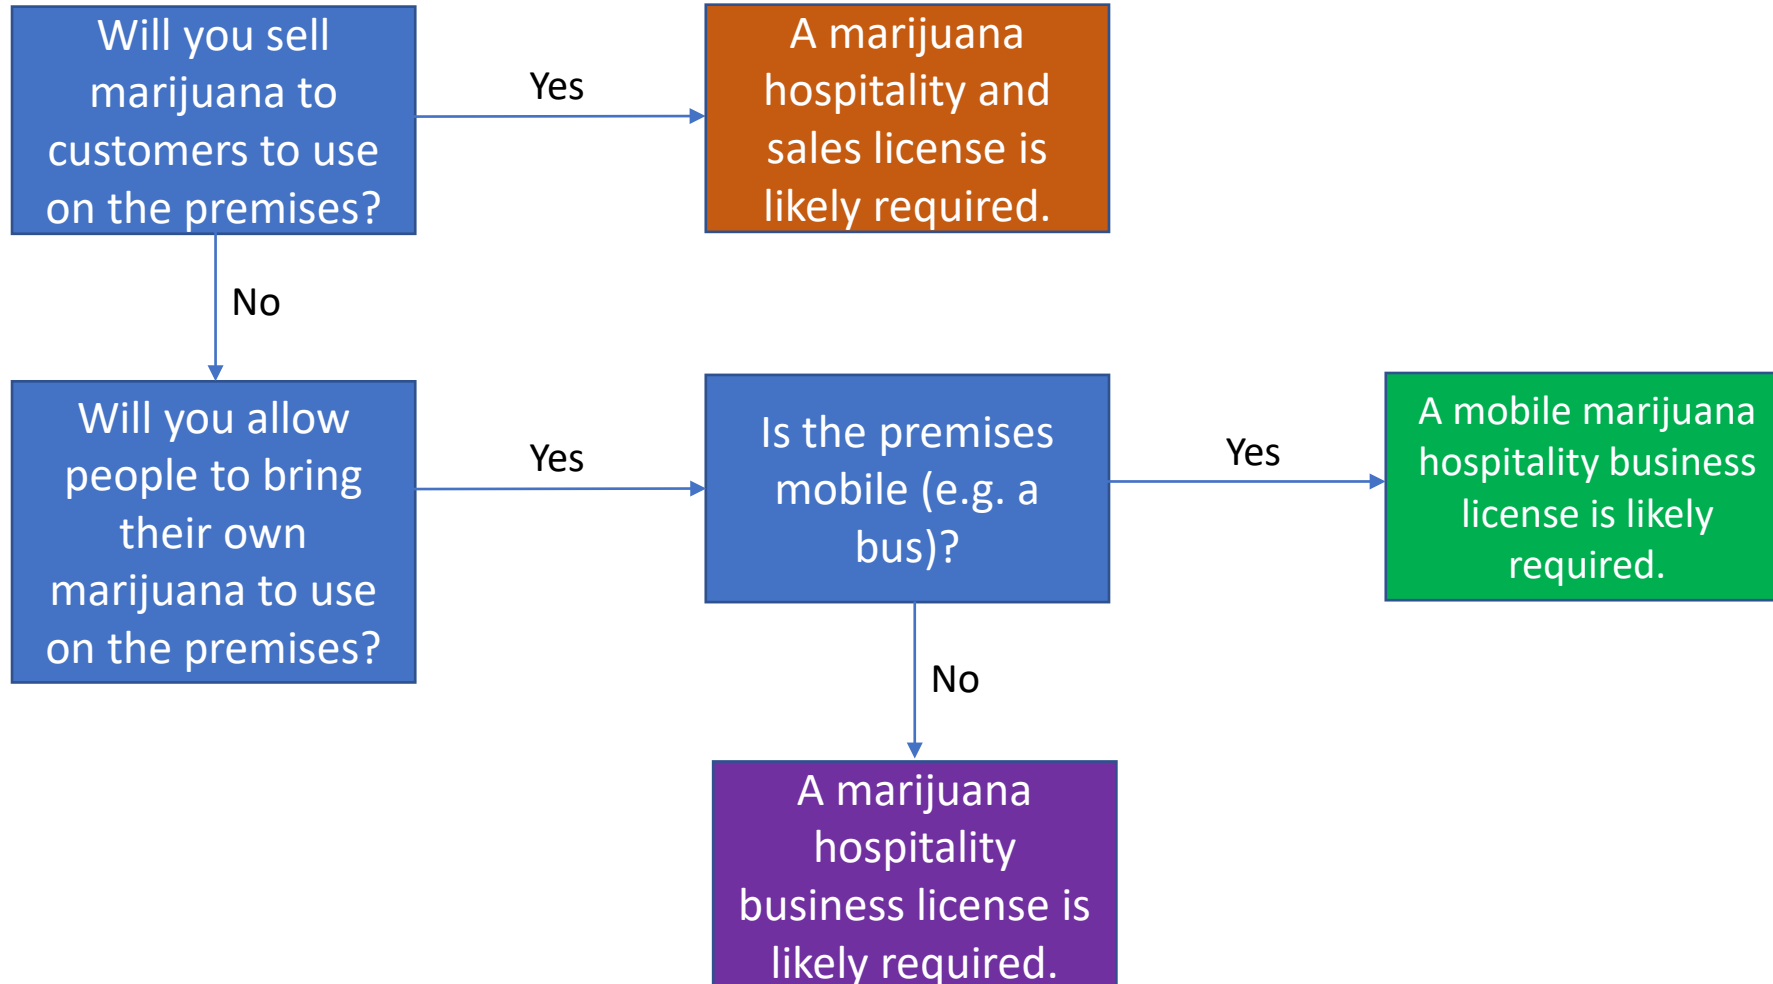 Will you sell
marijuana to
customers to use
on the premises?
Yes
A marijuana
hospitality and
sales license is
likely required.
No
Will you allow
people to bring
their own
marijuana to use
on the premises?
Yes
Is the premises
mobile (e.g. a
bus)?
Yes
A mobile marijuana
hospitality business
license is likely
required.
No
A marijuana
hospitality
business license is
likely required.